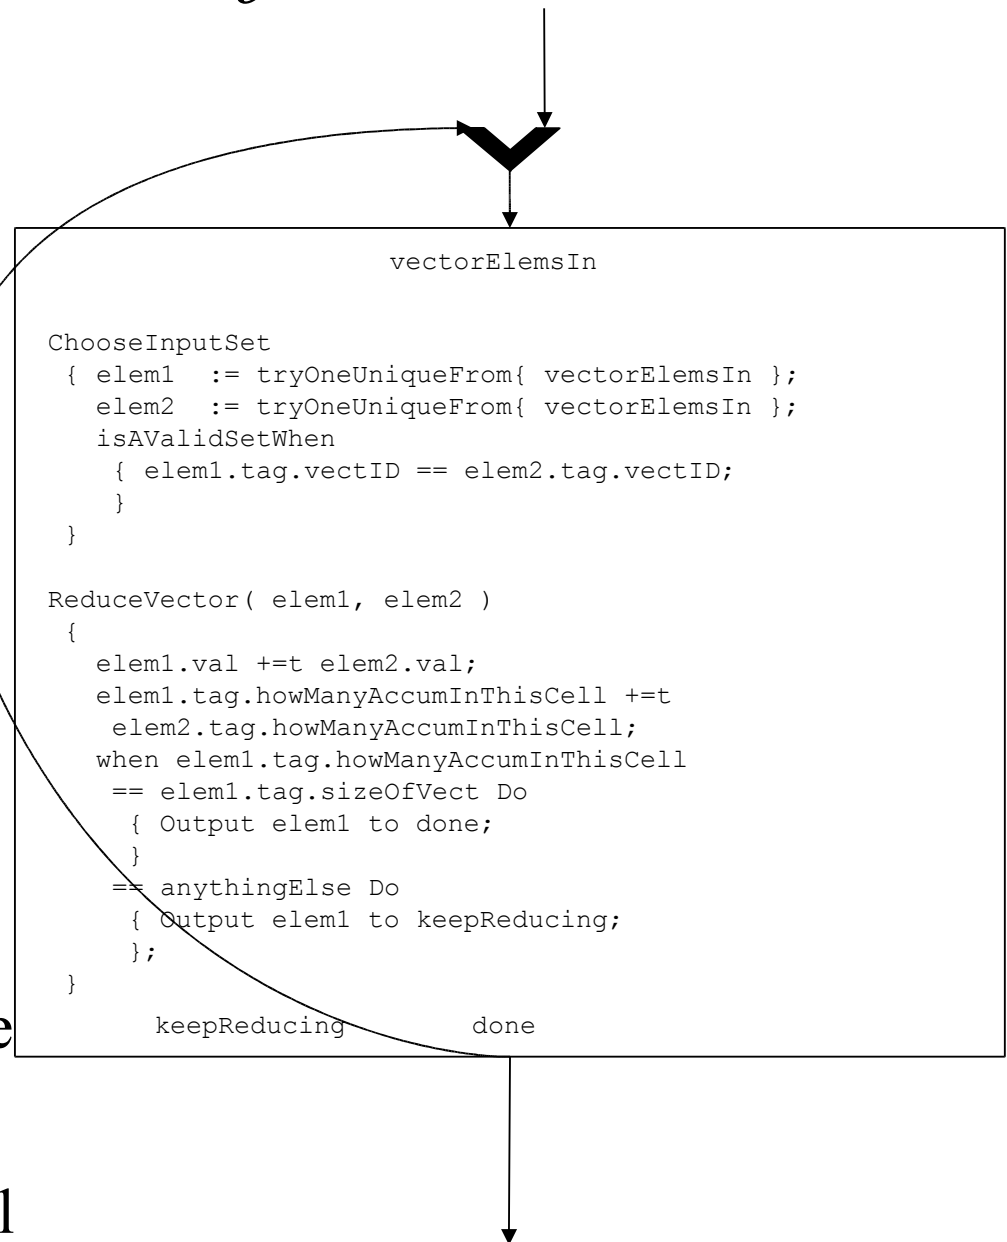 g
vectorElemsIn
ChooseInputSet
{ elem1 := tryOneUniqueFrom{ vectorElemsIn };
elem2 := tryOneUniqueFrom{ vectorElemsIn };
isAValidSetWhen
{ elem1.tag.vectID == elem2.tag.vectID;
}
}
ReduceVector( elem1, elem2 )
{
elem1.val +=t elem2.val;
elem1.tag.howManyAccumInThisCell +=t
elem2.tag.howManyAccumInThisCell;
when elem1.tag.howManyAccumInThisCell
== elem1.tag.sizeOfVect Do
{ Output elem1 to done;
}
== anythingElse Do
{ Output elem1 to keepReducing;
};
}
keepReducing done
e
l